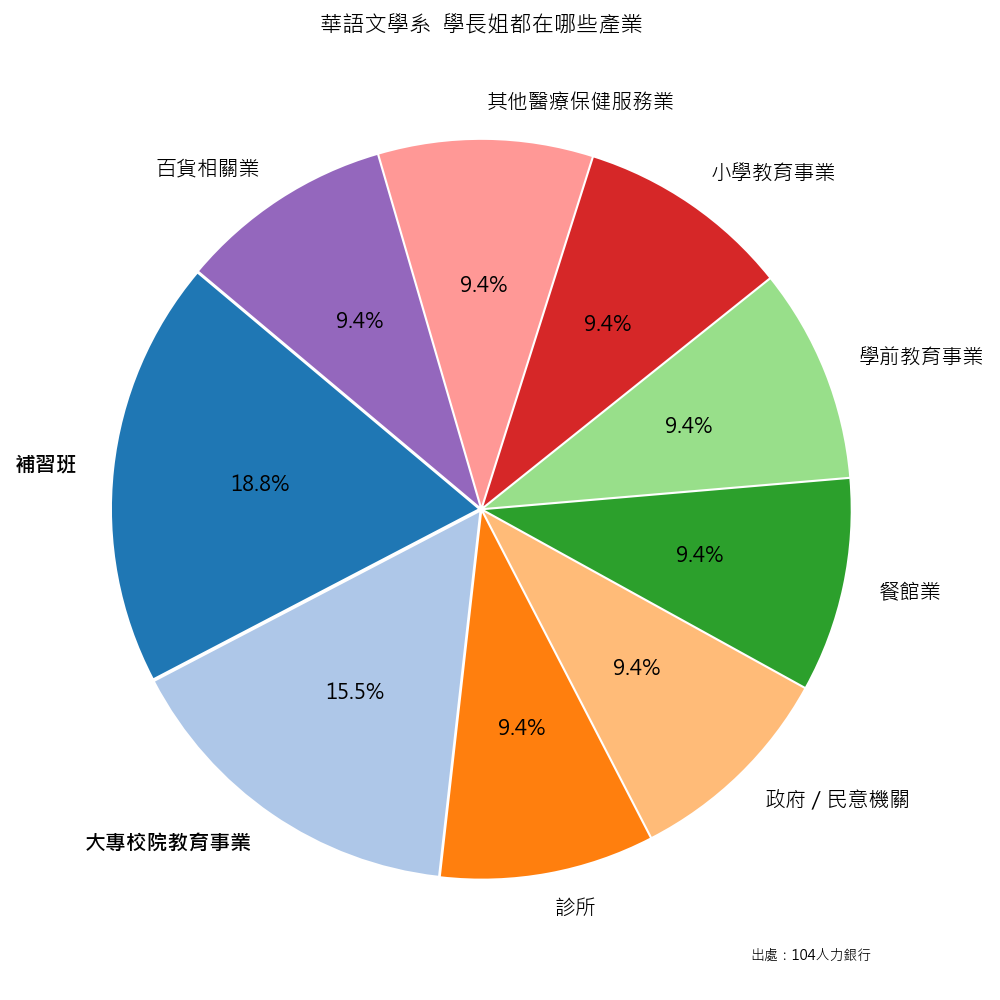 華語文學系 學長姐都在哪些產業
其他醫療保健服務業
百貨相關業
小學教育事業
9.4%
9.4%
9.4%
學前教育事業
9.4%
補習班
18.8%
9.4%
餐館業
15.5%
9.4%
9.4%
政府 / 民意機關
大專校院教育事業
診所
出處：104人力銀行